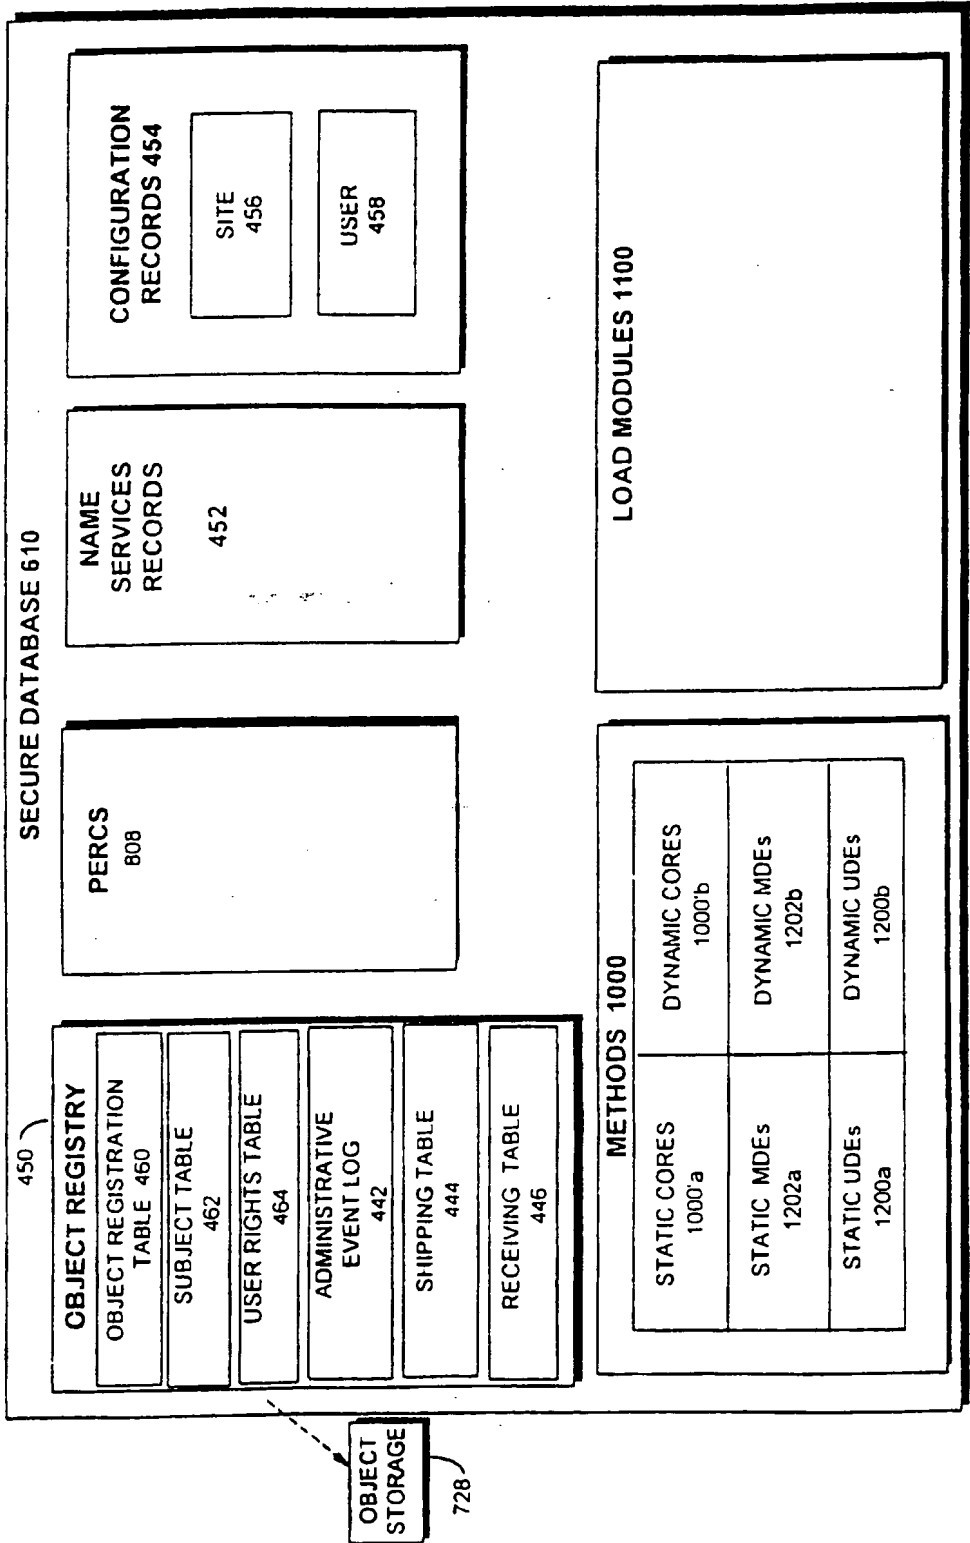 SECURE DATABASE 610
450
OBJECT REGISTRY
OBJECT REGISTRATION
TABLE 460
SUBJECT TABLE
462
USER RIGHTS TABLE
464
ADMINISTRATIVE
EVENT LOG
442
SHIPPING TABLE
444
RECEIVING TABLE
446
PERCS
808
NAME
SERVICES
RECORDS
452
CONFIGURATION
RECORDS 454
SITE
456
USER
458
OBJECT
STORAGE
728
METHODS 1000
STATIC CORES
1000'a
DYNAMIC CORES
1000'b
STATIC MDEs
1202a
DYNAMIC MDEs
1202b
STATIC UDEs
1200a
DYNAMIC UDEs
1200b
LOAD MODULES 1100